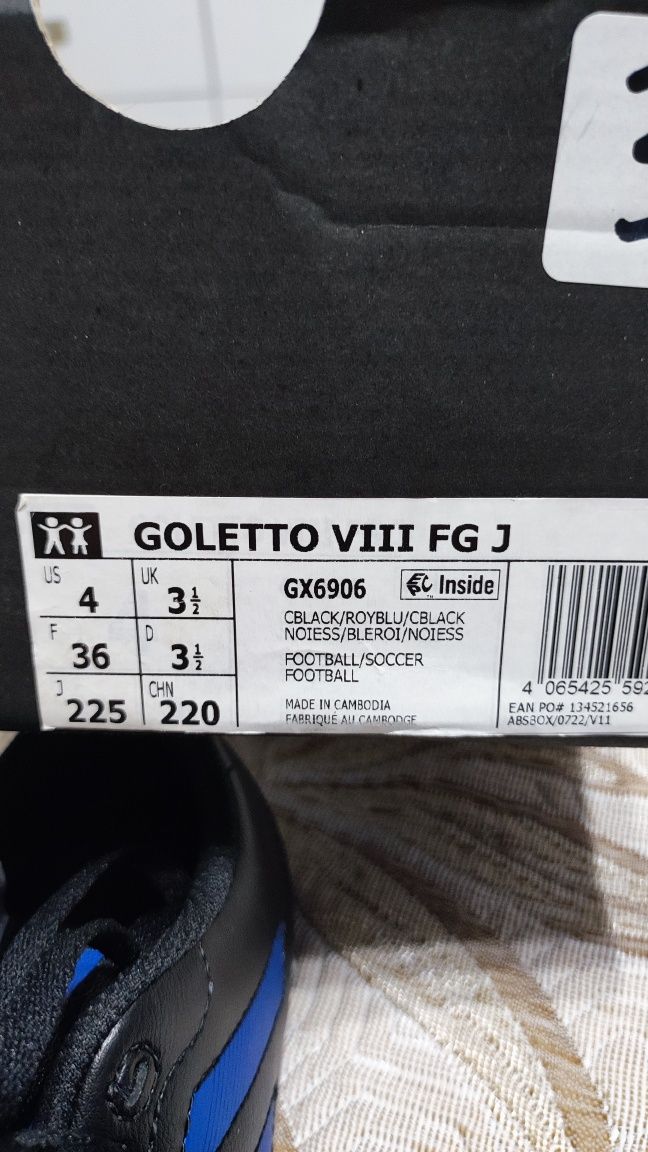 GOLETTO VIII FG J
US 4 UK 3½
F 36 D 3½
J 225 CHN 220
GX6906
Inside
CBLACK/ROYBLU/CBLACK
NOIESS/BLEROI/NOIESS
FOOTBALL/SOCCER
FOOTBALL
MADE IN CAMBODIA
FABRIQUÉ AU CAMBODGE
4 065425 592
EAN PO# 134521656
ABSBOX/0722/V11